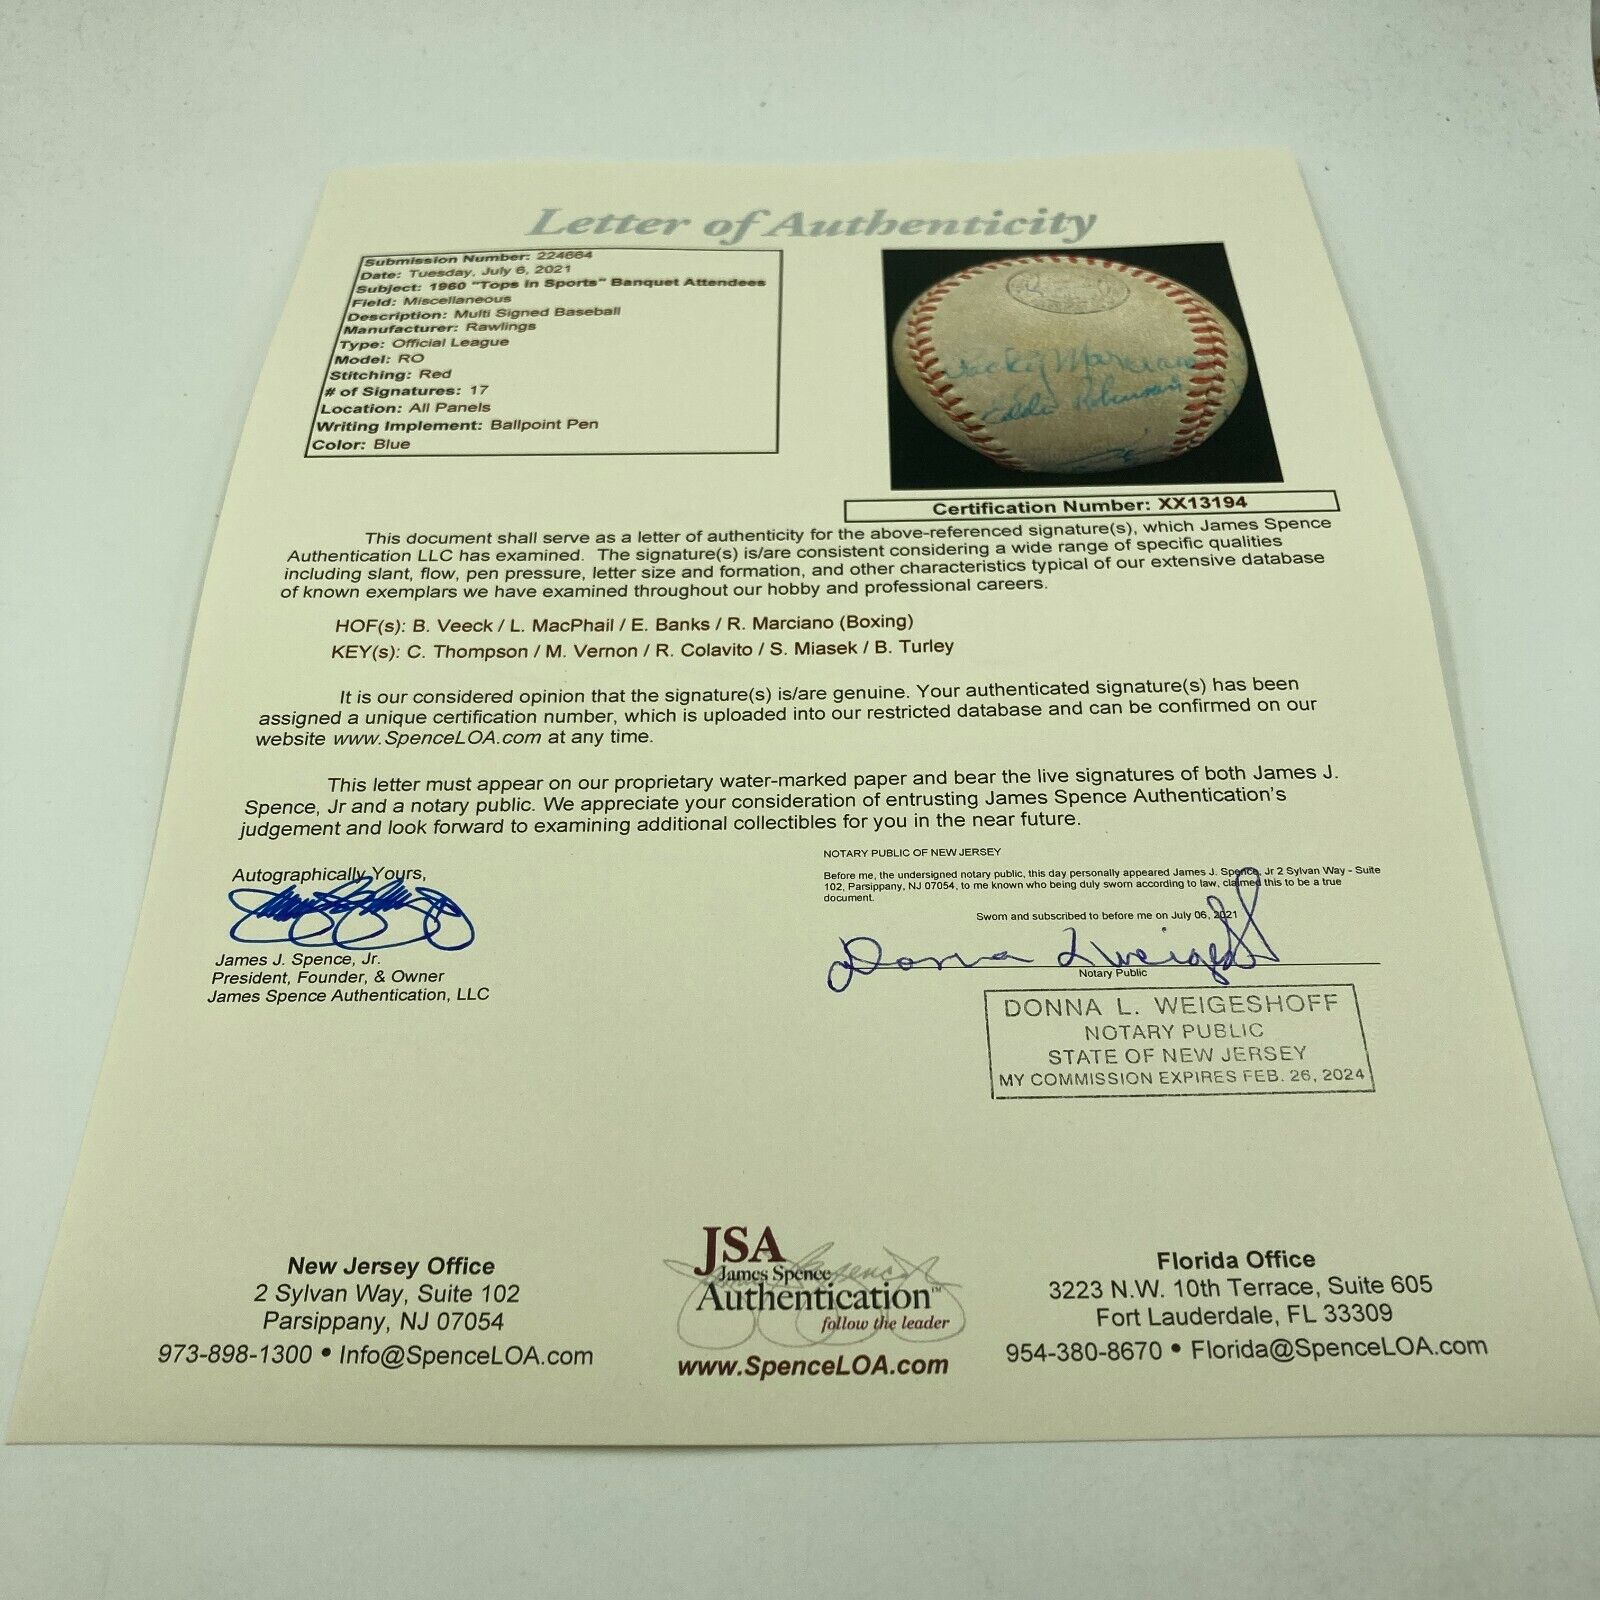 Letter of Authenticity
Submission Number: 224664
Date: Tuesday, July 6, 2021
Subject: 1960 "Tops in Sports" Banquet Attendees
Field: Miscellaneous
Description: Multi Signed Baseball
Manufacturer: Rawlings
Type: Official League
Model: RO
Stitching: Red
# of Signatures: 17
Location: All Panels
Writing Implement: Ballpoint Pen
Color: Blue
Rocky Marciano
Eddie Robinson
Certification Number: XX13194
This document shall serve as a letter of authenticity for the above-referenced signature(s), which James Spence
Authentication LLC has examined. The signature(s) is/are consistent considering a wide range of specific qualities
including slant, flow, pen pressure, letter size and formation, and other characteristics typical of our extensive database
of known exemplars we have examined throughout our hobby and professional careers.
HOF(s): B. Veeck / L. MacPhail / E. Banks / R. Marciano (Boxing)
KEY(s): C. Thompson / M. Vernon / R. Colavito / S. Miasek / B. Turley
It is our considered opinion that the signature(s) is/are genuine. Your authenticated signature(s) has been
assigned a unique certification number, which is uploaded into our restricted database and can be confirmed on our
website www.SpenceLOA.com at any time.
This letter must appear on our proprietary water-marked paper and bear the live signatures of both James J.
Spence, Jr and a notary public. We appreciate your consideration of entrusting James Spence Authentication's
judgement and look forward to examining additional collectibles for you in the near future.
Autographically Yours,
James J. Spence, Jr.
President, Founder, & Owner
James Spence Authentication, LLC
NOTARY PUBLIC OF NEW JERSEY
Before me, the undersigned notary public, this day personally appeared James J. Spence, Jr 2 Sylvan Way - Suite
102, Parsippany, NJ 07054, to me known who being duly sworn according to law, claimed this to be a true
document.
Sworn and subscribed to before me on July 06, 2021
Donna L Weigeshoff
Notary Public
DONNA L. WEIGESHOFF
NOTARY PUBLIC
STATE OF NEW JERSEY
MY COMMISSION EXPIRES FEB. 26, 2024
New Jersey Office
2 Sylvan Way, Suite 102
Parsippany, NJ 07054
973-898-1300 • Info@SpenceLOA.com
JSA
James Spence
Authentication™
follow the leader
www.SpenceLOA.com
Florida Office
3223 N.W. 10th Terrace, Suite 605
Fort Lauderdale, FL 33309
954-380-8670 • Florida@SpenceLOA.com